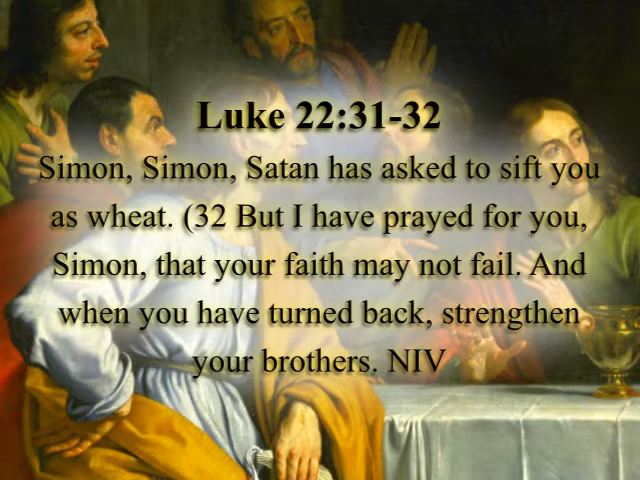 Luke 22:31-32
Simon, Simon, Satan has asked to sift you
as wheat. (32 But I have prayed for you,
Simon, that your faith may not fail. And
when you have turned back, strengthen
your brothers. NIV